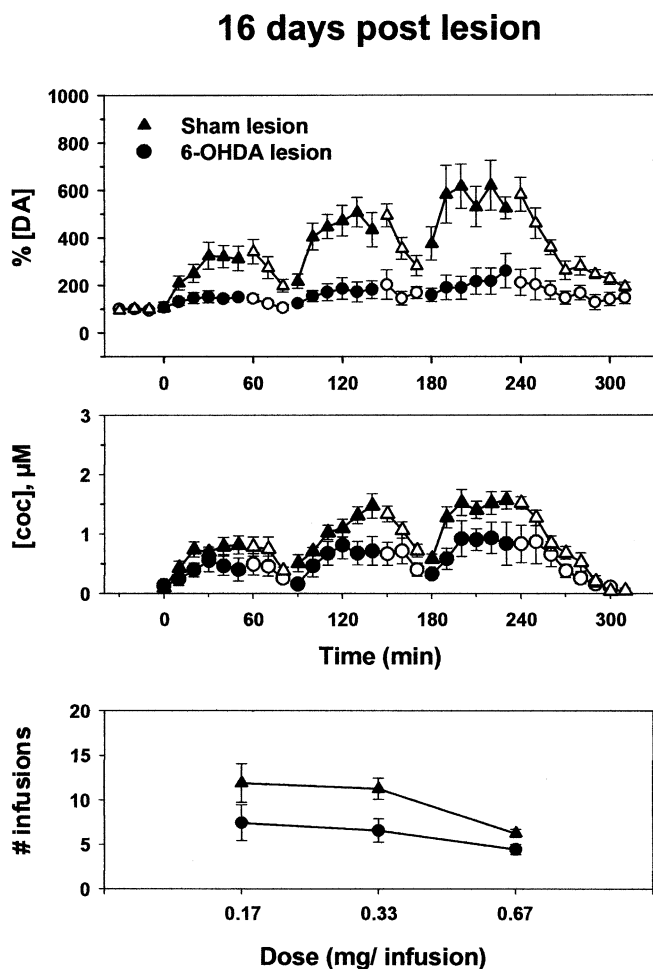 16 days post lesion
1000
800
600
400
200
0
% [DA]
Sham lesion
6-OHDA lesion
0 60 120 180 240 300
3
2
1
0
[coc], µM
0 60 120 180 240 300
Time (min)
20
15
10
5
0
# infusions
0.17 0.33 0.67
Dose (mg/ infusion)